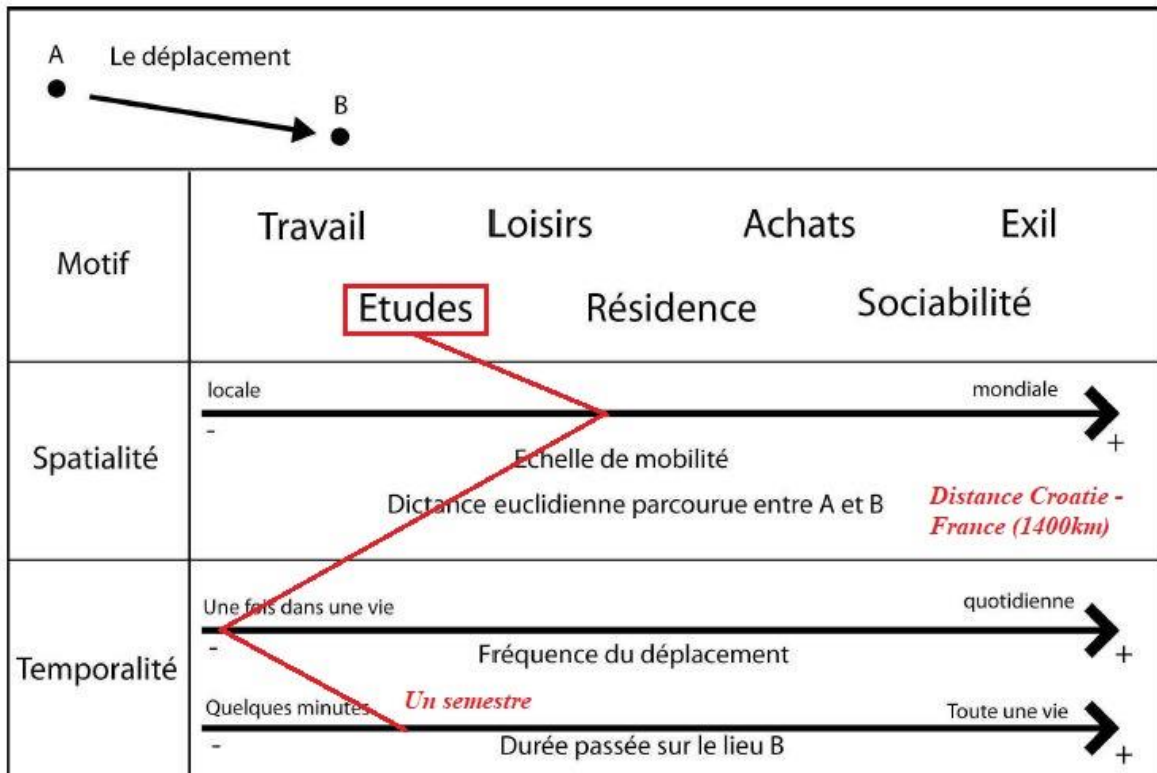 A
Le déplacement
B
Motif
Travail Loisirs Achats Exil
Etudes Résidence Sociabilité
Spatialité
locale mondiale
- +
Echelle de mobilité
Dictance euclidienne parcourue entre A et B
Distance Croatie -
France (1400km)
Temporalité
Une fois dans une vie quotidienne
- +
Fréquence du déplacement
Quelques minutes Un semestre Toute une vie
- +
Durée passée sur le lieu B